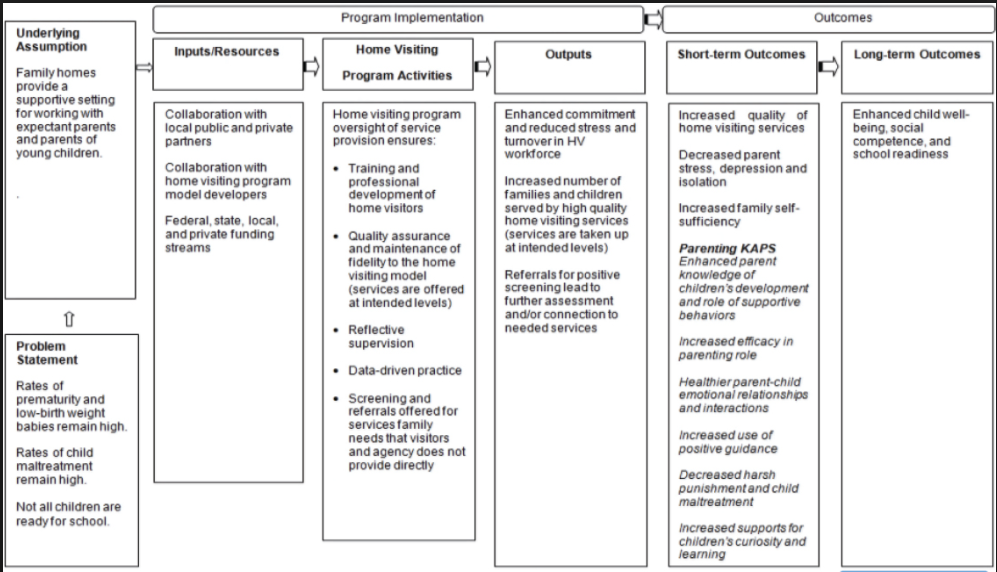 Program Implementation
Outcomes
Underlying
Assumption
Family homes
provide a
supportive setting
for working with
expectant parents
and parents of
young children.
.
Problem
Statement
Rates of
prematurity and
low-birth weight
babies remain high.
Rates of child
maltreatment
remain high.
Not all children are
ready for school.
Inputs/Resources
Collaboration with
local public and private
partners
Collaboration with
home visiting program
model developers
Federal, state, local,
and private funding
streams
Home Visiting
Program Activities
Home visiting program
oversight of service
provision ensures:
• Training and
professional
development of
home visitors
• Quality assurance
and maintenance of
fidelity to the home
visiting model
(services are offered
at intended levels)
• Reflective
supervision
• Data-driven practice
• Screening and
referrals offered for
services family
needs that visitors
and agency does not
provide directly
Outputs
Enhanced commitment
and reduced stress and
turnover in HV
workforce
Increased number of
families and children
served by high quality
home visiting services
(services are taken up
at intended levels)
Referrals for positive
screening lead to
further assessment
and/or connection to
needed services
Short-term Outcomes
Increased quality of
home visiting services
Decreased parent
stress, depression and
isolation
Increased family self-
sufficiency
Parenting KAPS
Enhanced parent
knowledge of
children's development
and role of supportive
behaviors
Increased efficacy in
parenting role
Healthier parent-child
emotional relationships
and interactions
Increased use of
positive guidance
Decreased harsh
punishment and child
maltreatment
Increased supports for
children's curiosity and
learning
Long-term Outcomes
Enhanced child well-
being, social
competence, and
school readiness